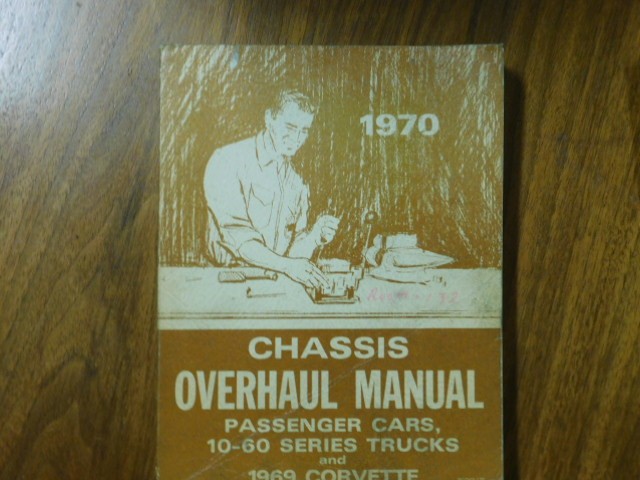 1970
CHASSIS
OVERHAUL MANUAL
PASSENGER CARS,
10-60 SERIES TRUCKS
and
1969 CORVETTE